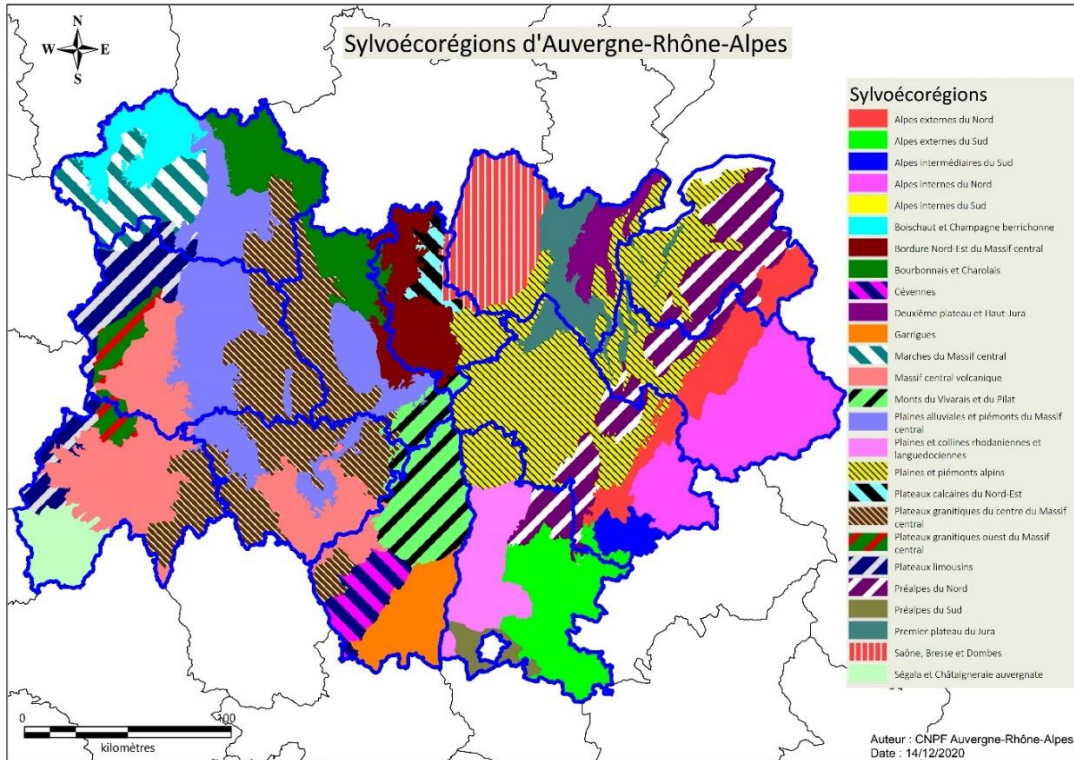 N
W E
S
Sylvoécorégions d'Auvergne-Rhône-Alpes
Sylvoécorégions
Alpes externes du Nord
Alpes externes du Sud
Alpes intermédiaires du Sud
Alpes internes du Nord
Alpes internes du Sud
Boischaut et Champagne berrichonne
Bordure Nord-Est du Massif central
Bourbonnais et Charolais
Cévennes
Deuxième plateau et Haut Jura
Garrigues
Marches du Massif central
Massif central volcanique
Monts du Vivarais et du Pilat
Plaines alluviales et piémonts du Massif
central
Plaines et collines rhodaniennes et
languedociennes
Plaines et piémonts alpins
Plateaux calcaires du Nord-Est
Plateaux granitiques du centre du Massif
central
Plateaux granitiques ouest du Massif
central
Plateaux limousins
Préalpes du Nord
Préalpes du Sud
Premier plateau du Jura
Saône, Bresse et Dombes
Ségala et Châtaigneraie auvergnate
0 100
kilomètres
Auteur : CNPF Auvergne-Rhône-Alpes
Date : 14/12/2020